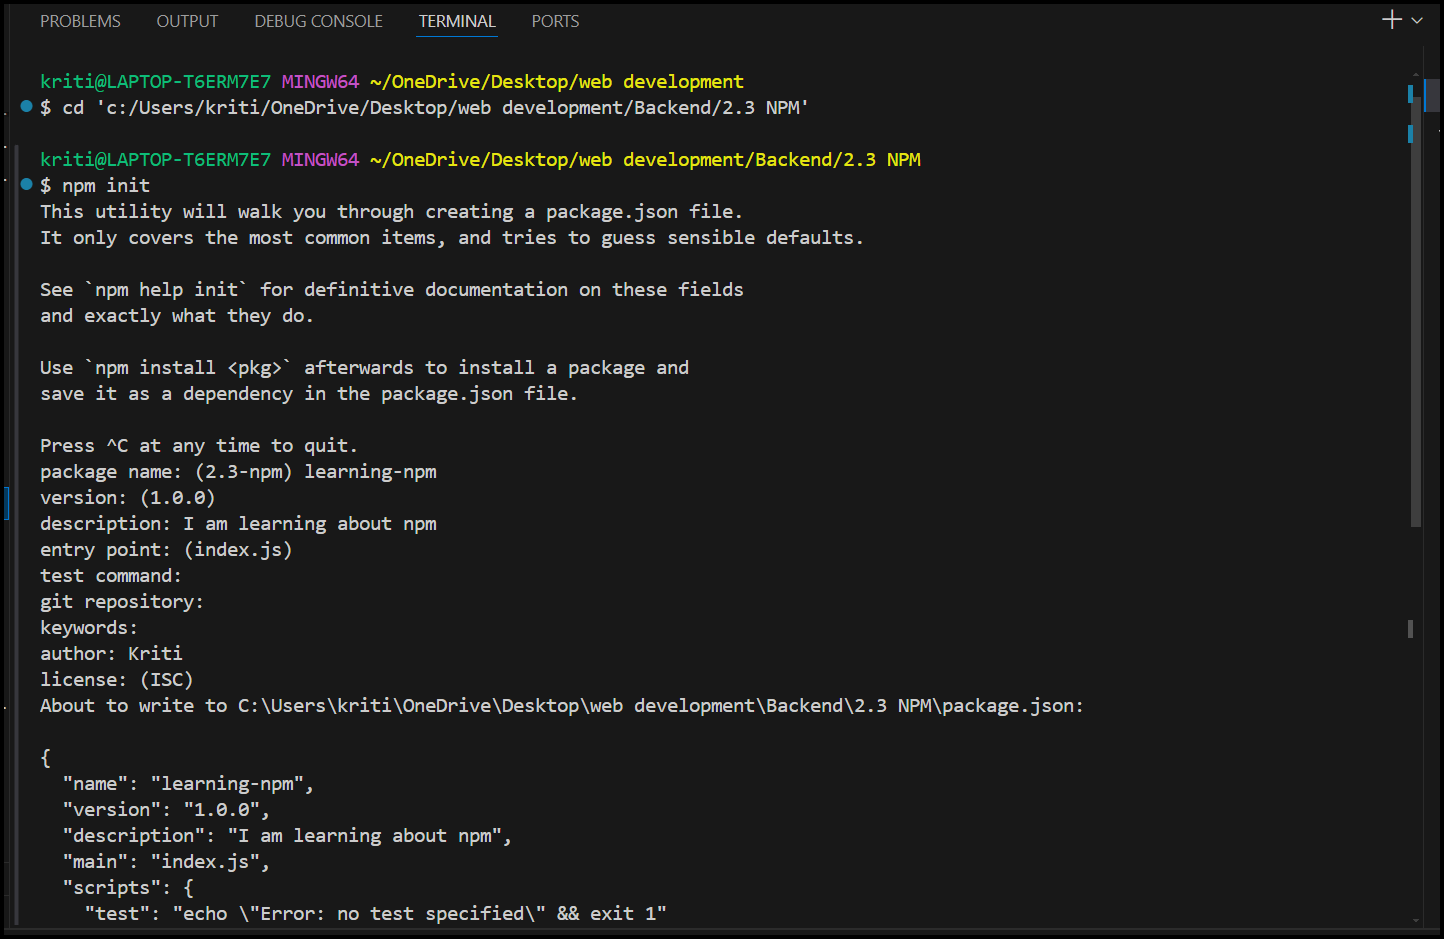 PROBLEMS OUTPUT DEBUG CONSOLE TERMINAL PORTS
kriti@LAPTOP-T6ERM7E7 MINGW64 ~/OneDrive/Desktop/web development
$ cd 'c:/Users/kriti/OneDrive/Desktop/web development/Backend/2.3 NPM'
kriti@LAPTOP-T6ERM7E7 MINGW64 ~/OneDrive/Desktop/web development/Backend/2.3 NPM
$ npm init
This utility will walk you through creating a package.json file.
It only covers the most common items, and tries to guess sensible defaults.
See `npm help init` for definitive documentation on these fields
and exactly what they do.
Use `npm install <pkg>` afterwards to install a package and
save it as a dependency in the package.json file.
Press ^C at any time to quit.
package name: (2.3-npm) learning-npm
version: (1.0.0)
description: I am learning about npm
entry point: (index.js)
test command:
git repository:
keywords:
author: Kriti
license: (ISC)
About to write to C:\Users\kriti\OneDrive\Desktop\web development\Backend\2.3 NPM\package.json:
{
  "name": "learning-npm",
  "version": "1.0.0",
  "description": "I am learning about npm",
  "main": "index.js",
  "scripts": {
    "test": "echo \"Error: no test specified\" && exit 1"